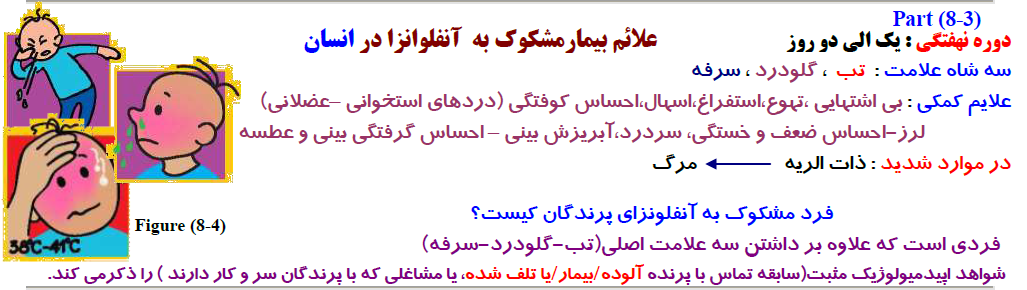 Part (8-3)
علائم بیمارمشکوک به آنفلوانزا در انسان
دوره نهفتگی : یک الی دو روز
سه شاه علامت : تب ، گلودرد ، سرفه
علایم کمکی : بی اشتهایی ،تهوع،استفراغ،اسهال،احساس کوفتگی (دردهای استخوانی –عضلانی)
لرز-احساس ضعف و خستگی، سردرد،آبریزش بینی – احساس گرفتگی بینی و عطسه
در موارد شدید : ذات الریه ← مرگ
38°C-41°C
Figure (8-4)
فرد مشکوک به آنفلونزای پرندگان کیست؟
فردی است که علاوه بر داشتن سه علامت اصلی(تب-گلودرد-سرفه)
شواهد اپیدمیولوژیک مثبت(سابقه تماس با پرنده آلوده/بیمار/یا تلف شده، یا مشاغلی که با پرندگان سر و کار دارند ) را ذکرمی کند.